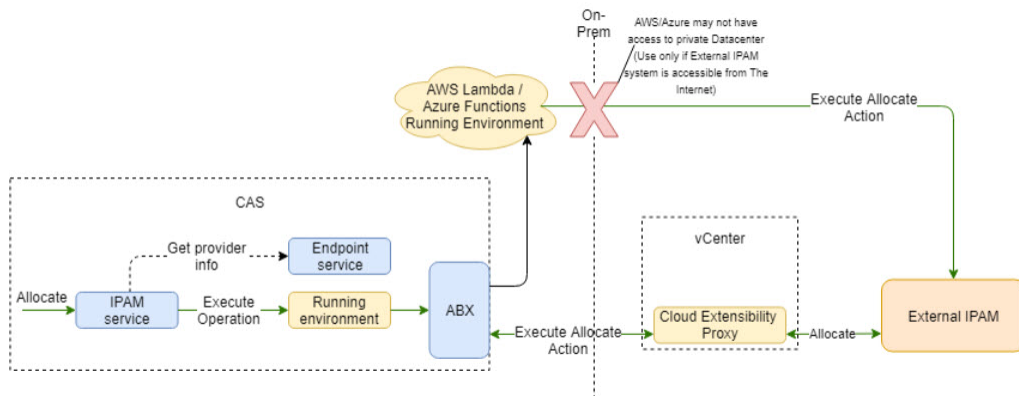 On-
Prem
AWS/Azure may not have
access to private Datacenter
(Use only if External IPAM
system is accessible from The
Internet)
AWS Lambda /
Azure Functions
Running Environment
Execute Allocate
Action
CAS
Get provider
info
Endpoint
service
vCenter
Allocate
IPAM
service
Execute
Operation
Running
environment
ABX
Execute Allocate
Action
Cloud Extensibility
Proxy
Allocate
External IPAM